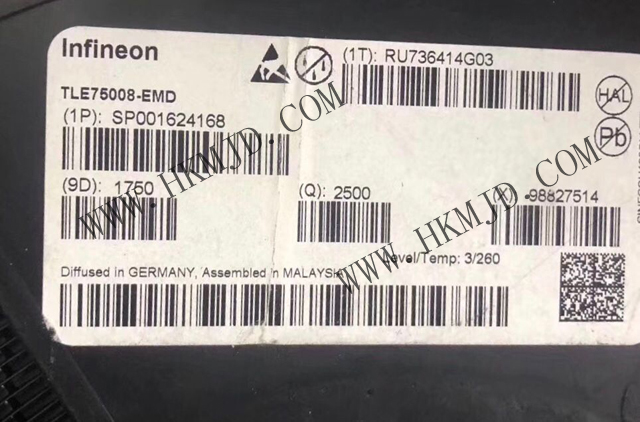 Infineon
(1T): RU736414G03
TLE75008-EMD
HAL
(1P): SP001624168
Pb
(9D): 1750
(Q): 2500
98827514
Level/Temp: 3/260
Diffused in GERMANY, Assembled in MALAYSIA
WWW.HKMJD.COM
WWW.HKMJD.COM